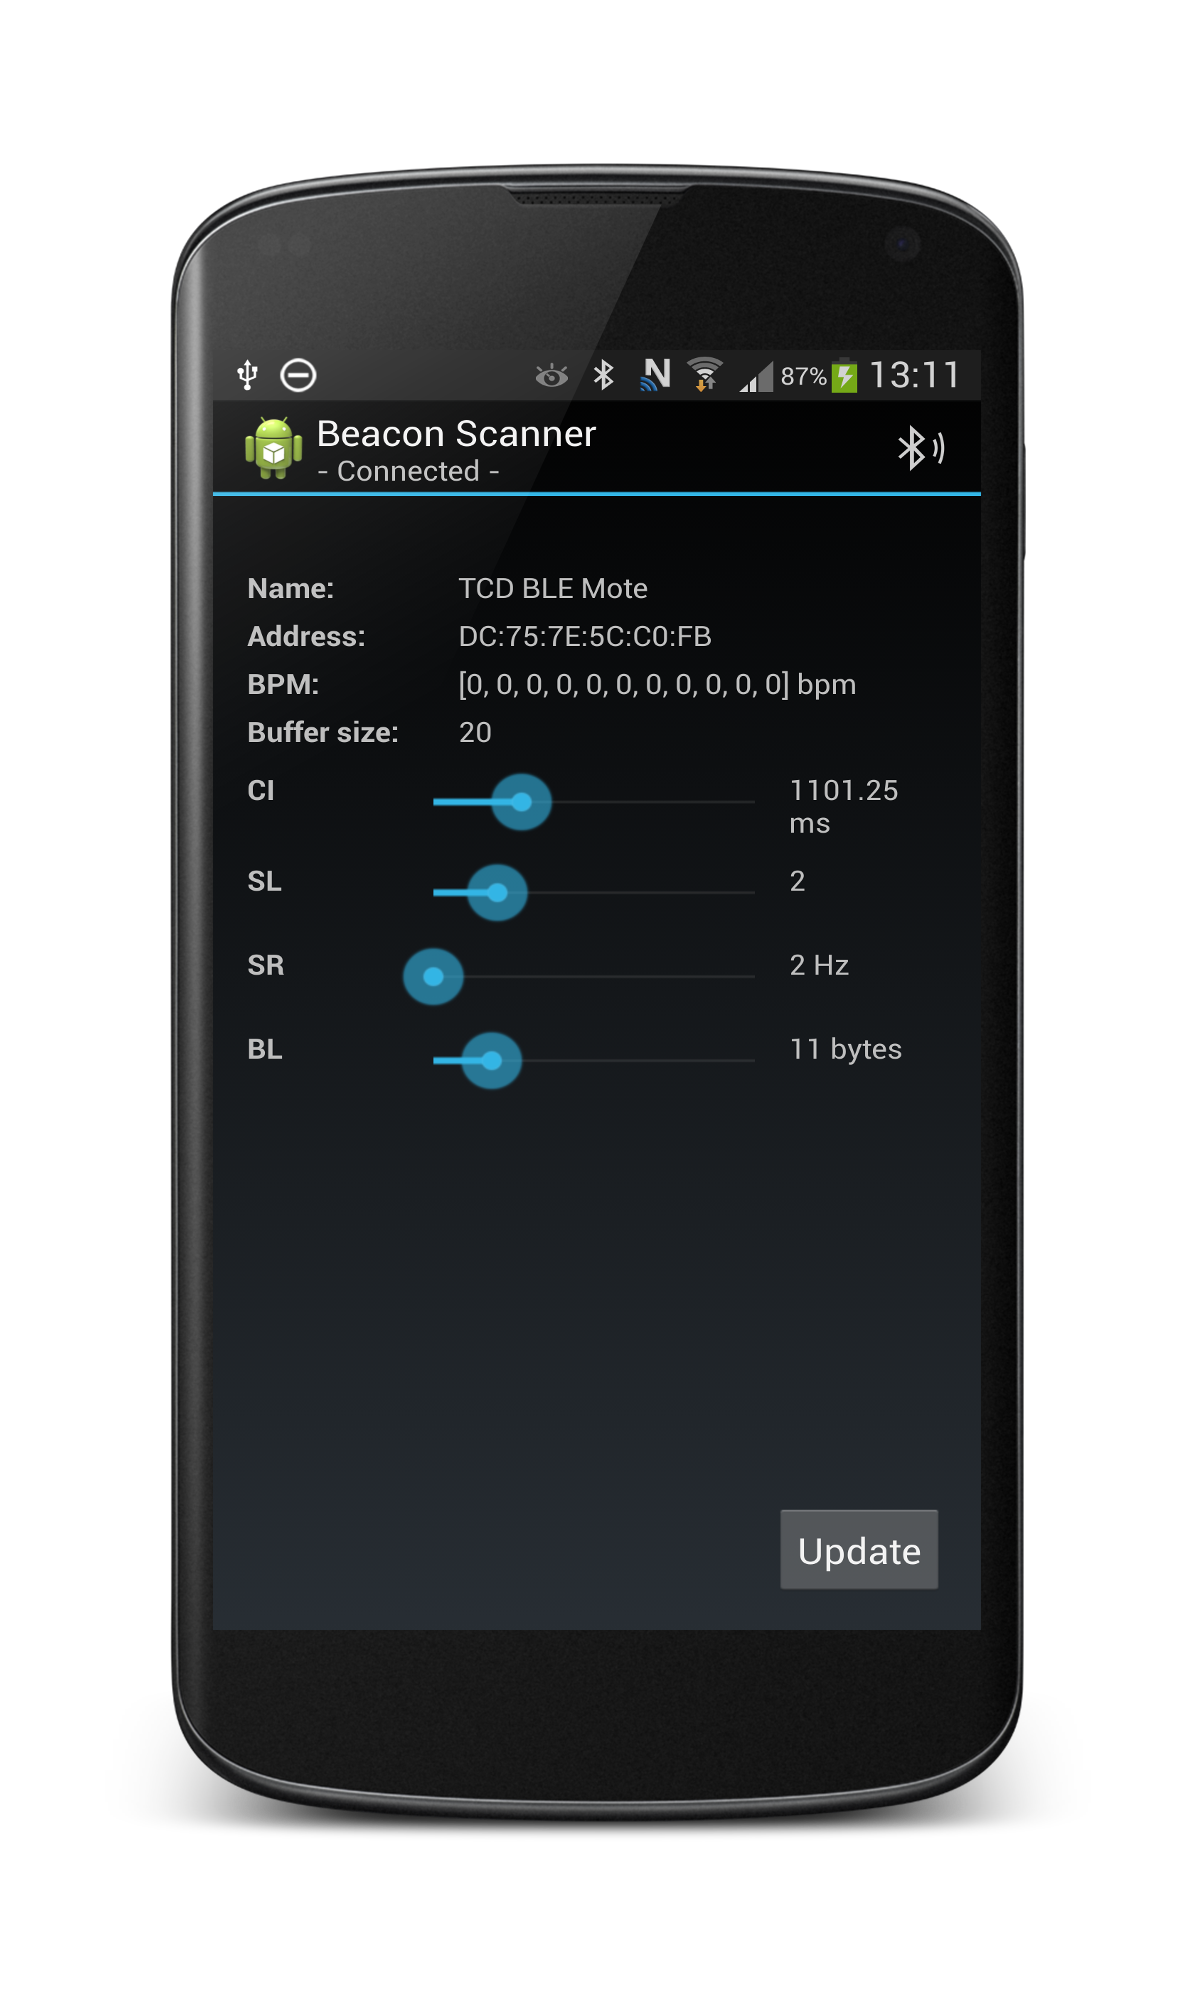 87% 13:11
Beacon Scanner
- Connected -
Name: TCD BLE Mote
Address: DC:75:7E:5C:C0:FB
BPM: [0, 0, 0, 0, 0, 0, 0, 0, 0, 0, 0] bpm
Buffer size: 20
CI 1101.25
ms
SL 2
SR 2 Hz
BL 11 bytes
Update